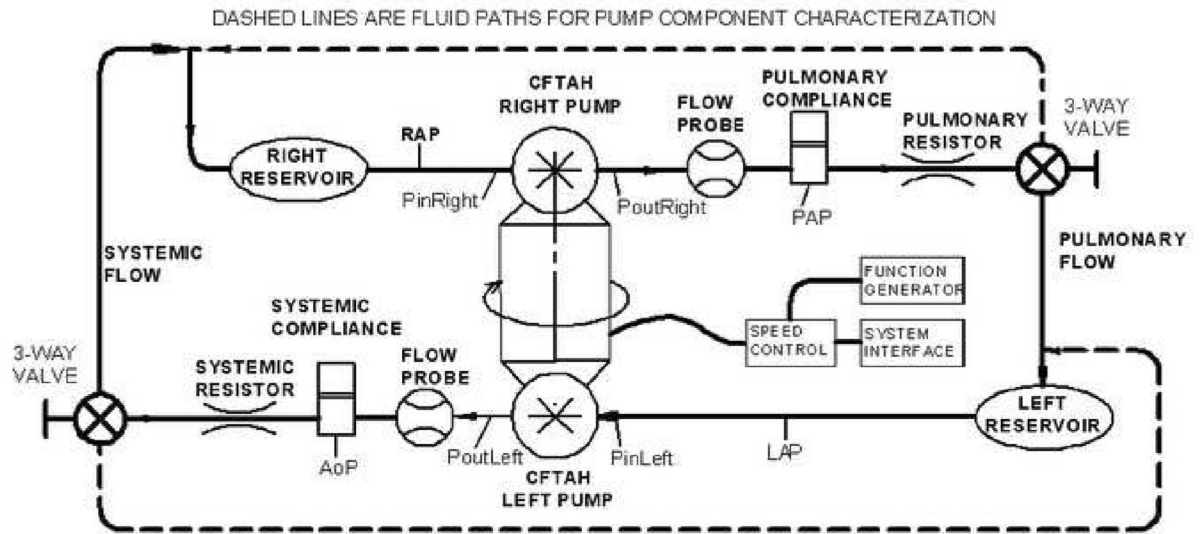 DASHED LINES ARE FLUID PATHS FOR PUMP COMPONENT CHARACTERIZATION
CFTAH
RIGHT PUMP
FLOW
PROBE
PULMONARY
COMPLIANCE
PULMONARY
RESISTOR
3-WAY
VALVE
RAP
RIGHT
RESERVOIR
PinRight
PoutRight
PAP
SYSTEMIC
FLOW
PULMONARY
FLOW
FUNCTION
GENERATOR
SPEED
CONTROL
SYSTEM
INTERFACE
SYSTEMIC
COMPLIANCE
3-WAY
VALVE
SYSTEMIC
RESISTOR
FLOW
PROBE
AoP
PoutLeft
PinLeft
LAP
LEFT
RESERVOIR
CFTAH
LEFT PUMP